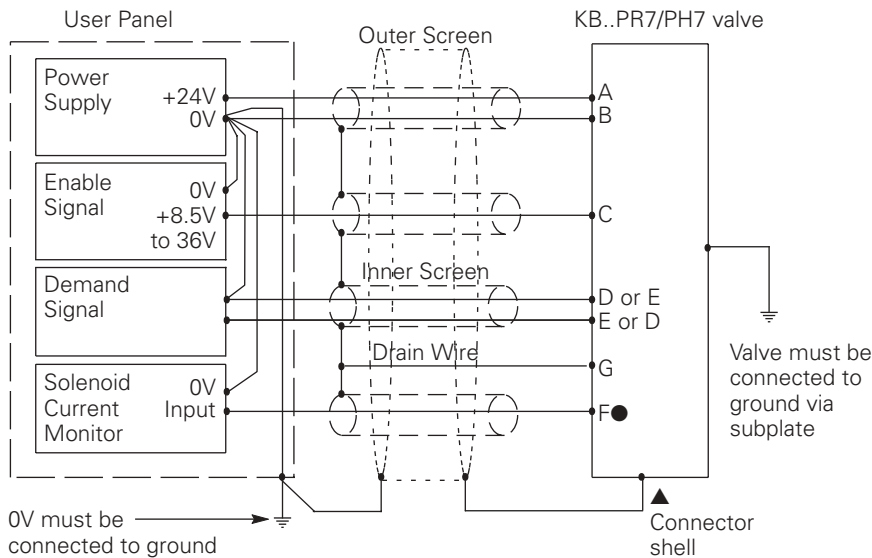 User Panel
Outer Screen
KB..PR7/PH7 valve
Power
Supply
+24V
0V
A
B
Enable
Signal
0V
+8.5V
to 36V
C
Inner Screen
Demand
Signal
D or E
E or D
Drain Wire
G
Solenoid
Current
Monitor
0V
Input
F●
Valve must be
connected to
ground via
subplate
0V must be
connected to ground
▲
Connector
shell